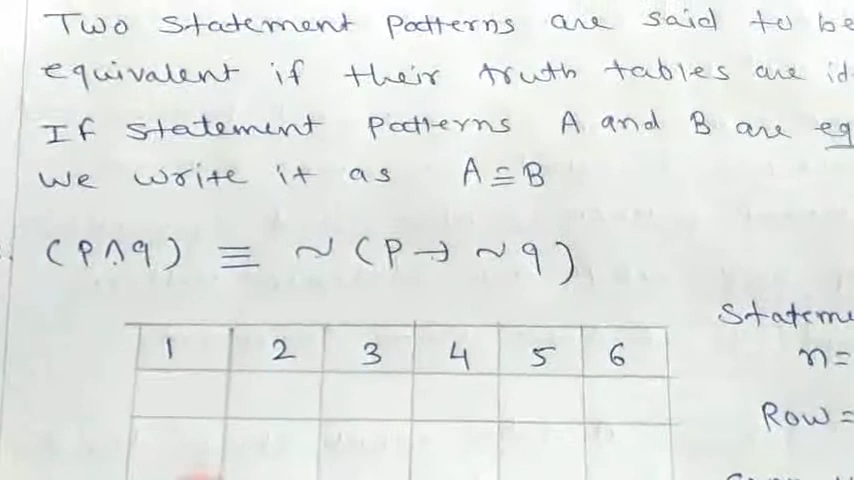 Two statement patterns are said to be
equivalent if their truth tables are
If statement patterns A and B are
we write it as A ≡ B
(p ∧ q) ≡ ~ (p → ~ q)
1 2 3 4 5 6
n =
Row =